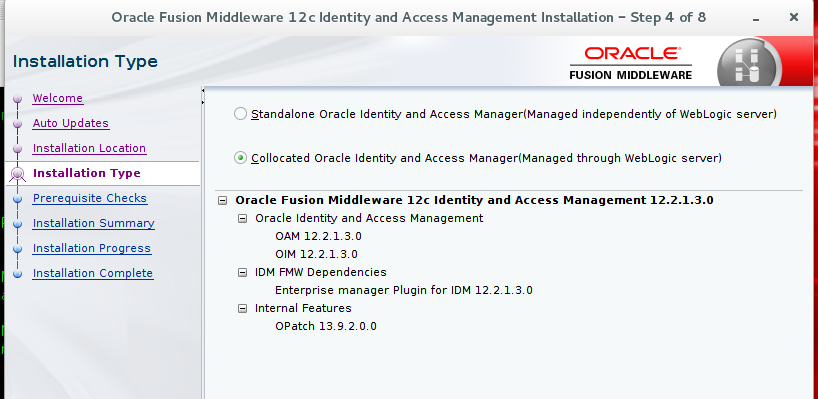 Oracle Fusion Middleware 12c Identity and Access Management Installation - Step 4 of 8
Installation Type
ORACLE
FUSION MIDDLEWARE
Welcome
Auto Updates
Installation Location
Installation Type
Prerequisite Checks
Installation Summary
Installation Progress
Installation Complete
Standalone Oracle Identity and Access Manager(Managed independently of WebLogic server)
Collocated Oracle Identity and Access Manager(Managed through WebLogic server)
Oracle Fusion Middleware 12c Identity and Access Management 12.2.1.3.0
Oracle Identity and Access Management
OAM 12.2.1.3.0
OIM 12.2.1.3.0
IDM FMW Dependencies
Enterprise manager Plugin for IDM 12.2.1.3.0
Internal Features
OPatch 13.9.2.0.0